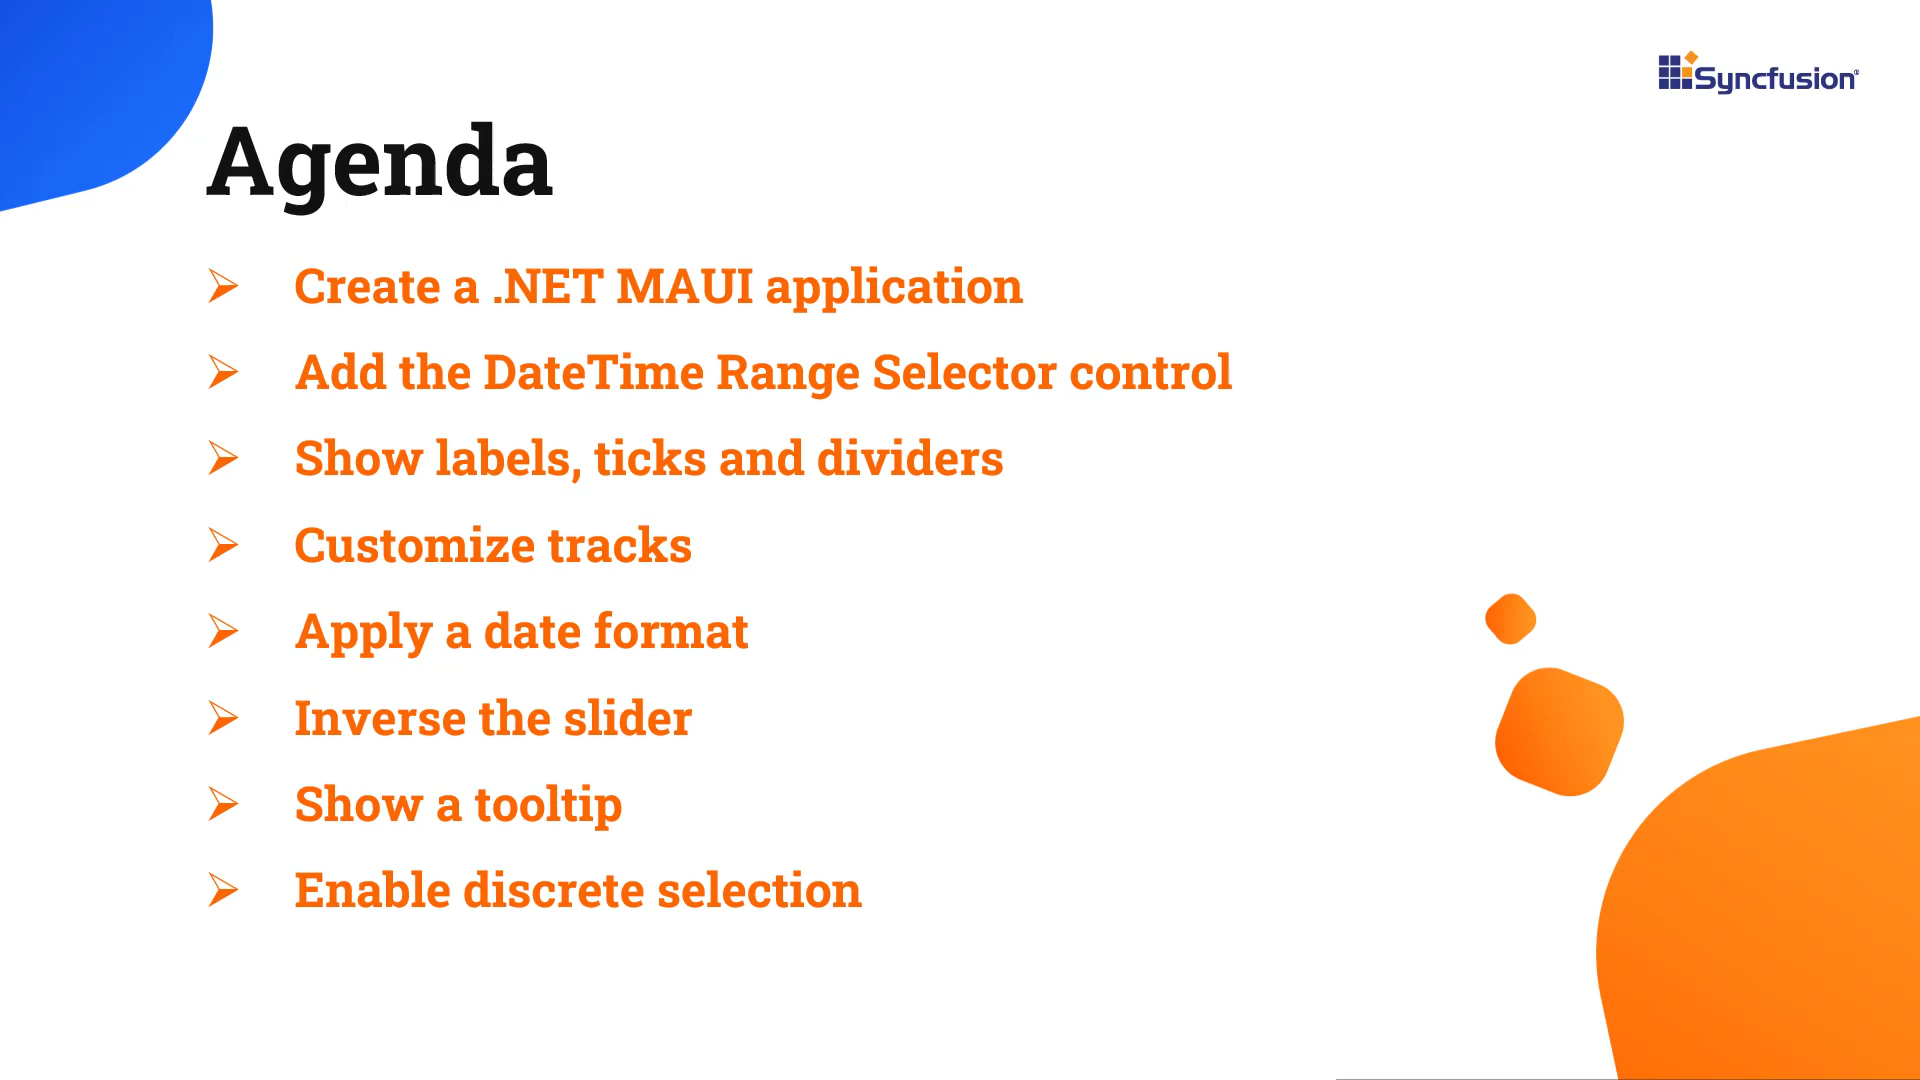 Syncfusion®
Agenda
➢ Create a .NET MAUI application
➢ Add the DateTime Range Selector control
➢ Show labels, ticks and dividers
➢ Customize tracks
➢ Apply a date format
➢ Inverse the slider
➢ Show a tooltip
➢ Enable discrete selection